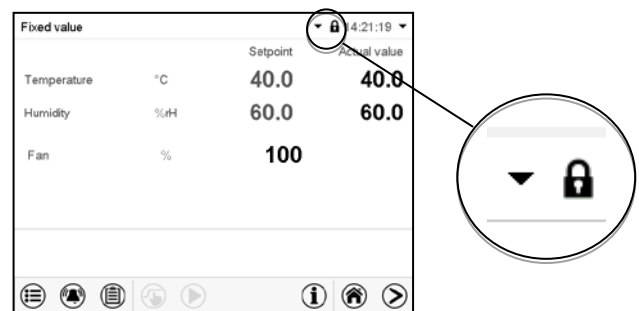 Fixed value 14:21:19
Setpoint Actual value
Temperature °C 40.0 40.0
Humidity %rH 60.0 60.0
Fan % 100